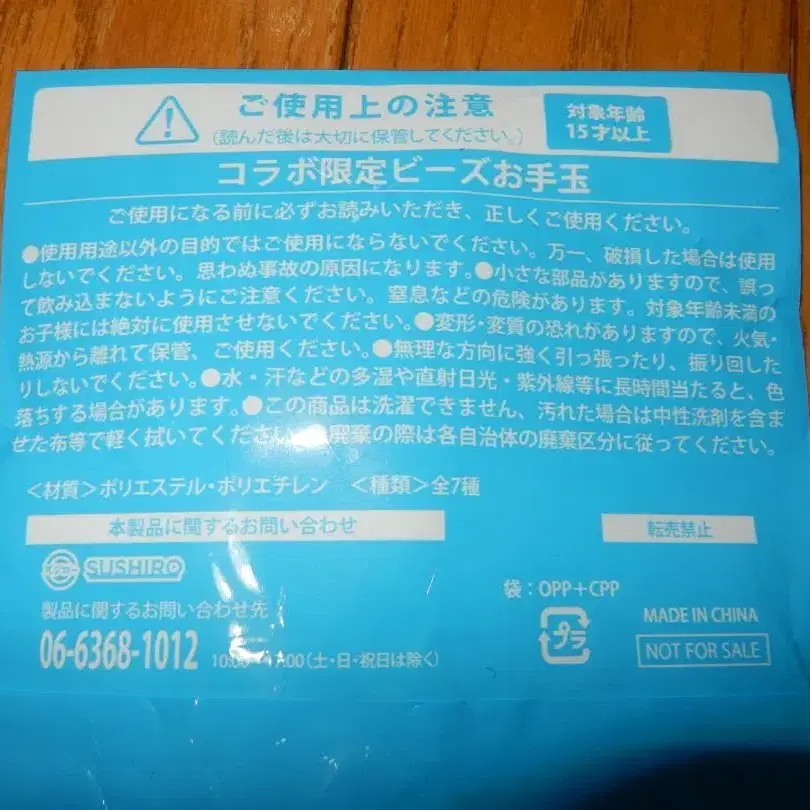 ご使用上の注意
(読んだ後は大切に保管してください。)
対象年齢
15才以上
コラボ限定ビーズお手玉
ご使用になる前に必ずお読みいただき、正しくご使用ください。
●使用用途以外の目的ではご使用にならないでください。万一、破損した場合は使用
しないでください。思わぬ事故の原因になります。●小さな部品がありますので、誤っ
て飲み込まないようにご注意ください。窒息などの危険があります。対象年齢未満の
お子様には絶対に使用させないでください。●変形・変質の恐れがありますので、火気・
熱源から離れて保管、ご使用ください。●無理な方向に強く引っ張ったり、振り回した
りしないでください。●水・汗などの多湿や直射日光・紫外線等に長時間当たると、色
落ちする場合があります。●この商品は洗濯できません、汚れた場合は中性洗剤を含ま
せた布等で軽く拭いてください 廃棄の際は各自治体の廃棄区分に従ってください。
<材質>ポリエステル・ポリエチレン <種類>全7種
本製品に関するお問い合わせ
転売禁止
スシロー SUSHIRO
袋:OPP+CPP
製品に関するお問い合わせ先
06-6368-1012
(土・日・祝日は除く)
プラ
MADE IN CHINA
NOT FOR SALE